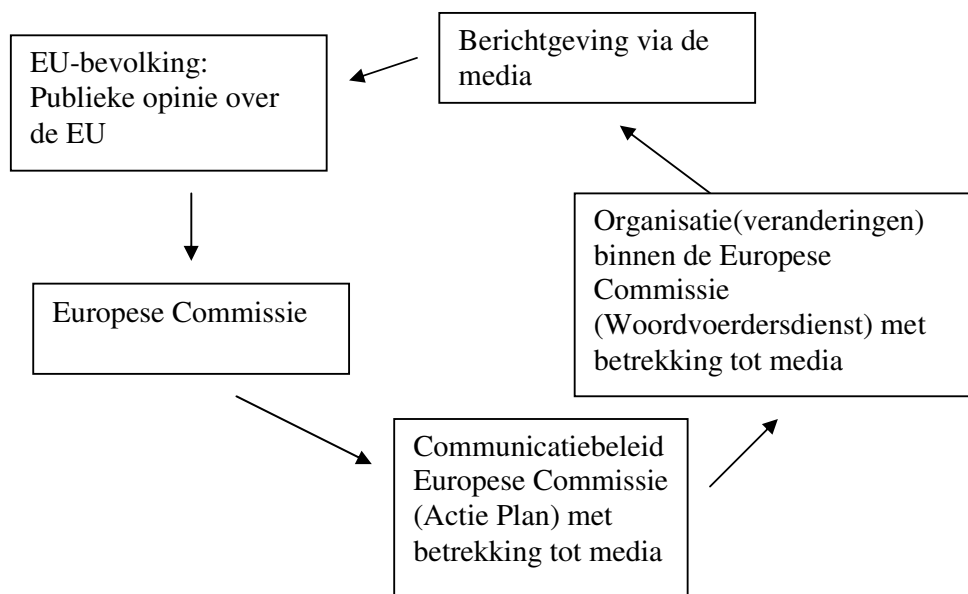 EU-bevolking:
Publieke opinie over
de EU
Berichtgeving via de
media
Organisatie(veranderingen)
binnen de Europese
Commissie
(Woordvoerdersdienst) met
betrekking tot media
Europese Commissie
Communicatiebeleid
Europese Commissie
(Actie Plan) met
betrekking tot media